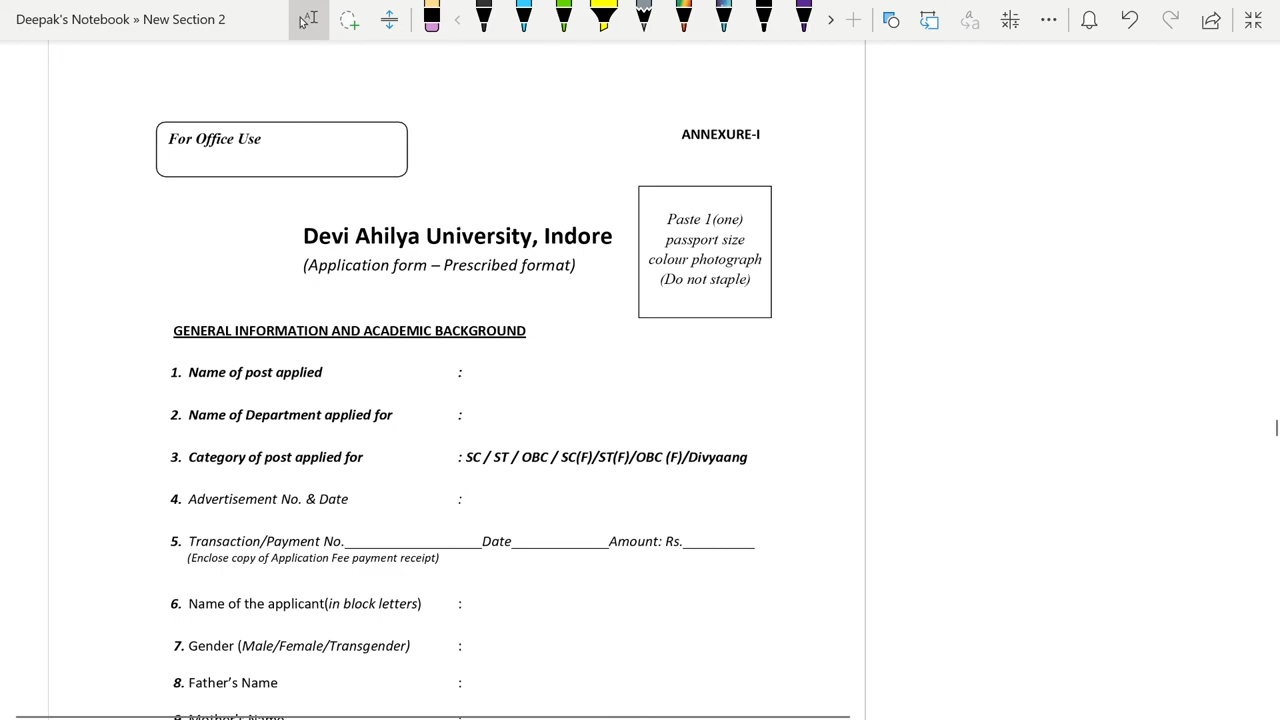 Deepak's Notebook » New Section 2
For Office Use
ANNEXURE-I
Paste 1(one)
passport size
colour photograph
(Do not staple)
Devi Ahilya University, Indore
(Application form – Prescribed format)
GENERAL INFORMATION AND ACADEMIC BACKGROUND
1. Name of post applied :
2. Name of Department applied for :
3. Category of post applied for : SC / ST / OBC / SC(F)/ST(F)/OBC (F)/Divyaang
4. Advertisement No. & Date :
5. Transaction/Payment No.___________________Date_____________Amount: Rs.__________
(Enclose copy of Application Fee payment receipt)
6. Name of the applicant(in block letters) :
7. Gender (Male/Female/Transgender) :
8. Father's Name :
9. Mother's Name :